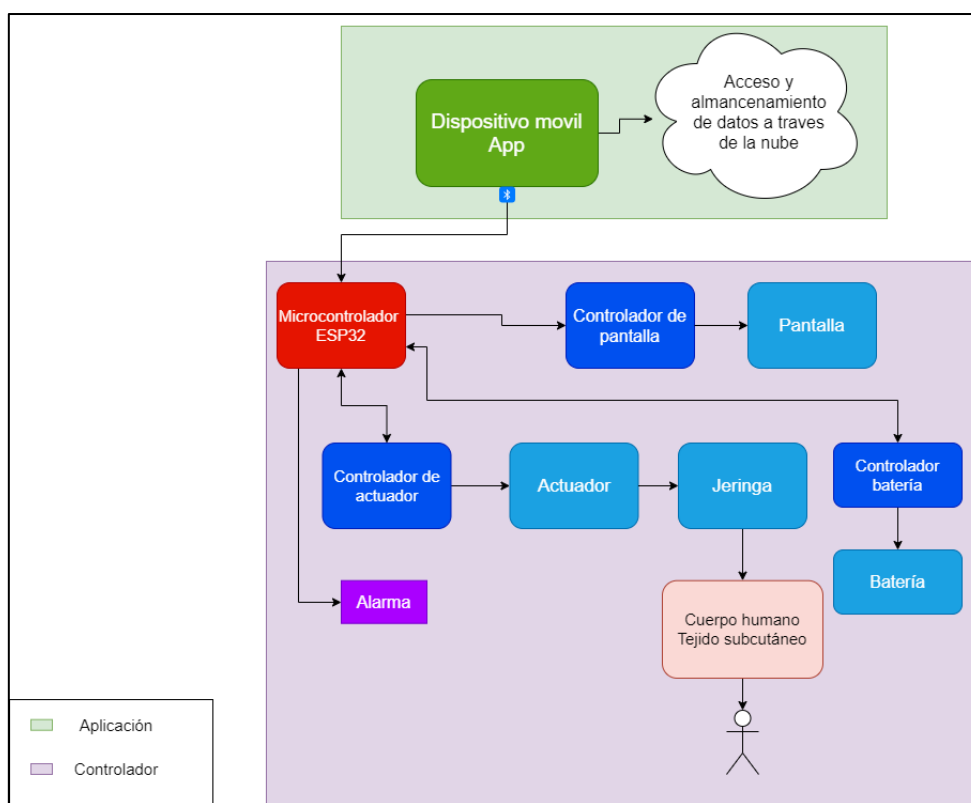 Dispositivo movil
App
Acceso y
almancenamiento
de datos a traves
de la nube
Microcontrolador
ESP32
Controlador de
pantalla
Pantalla
Controlador de
actuador
Actuador
Jeringa
Controlador
batería
Batería
Alarma
Cuerpo humano
Tejido subcutáneo
Aplicación
Controlador